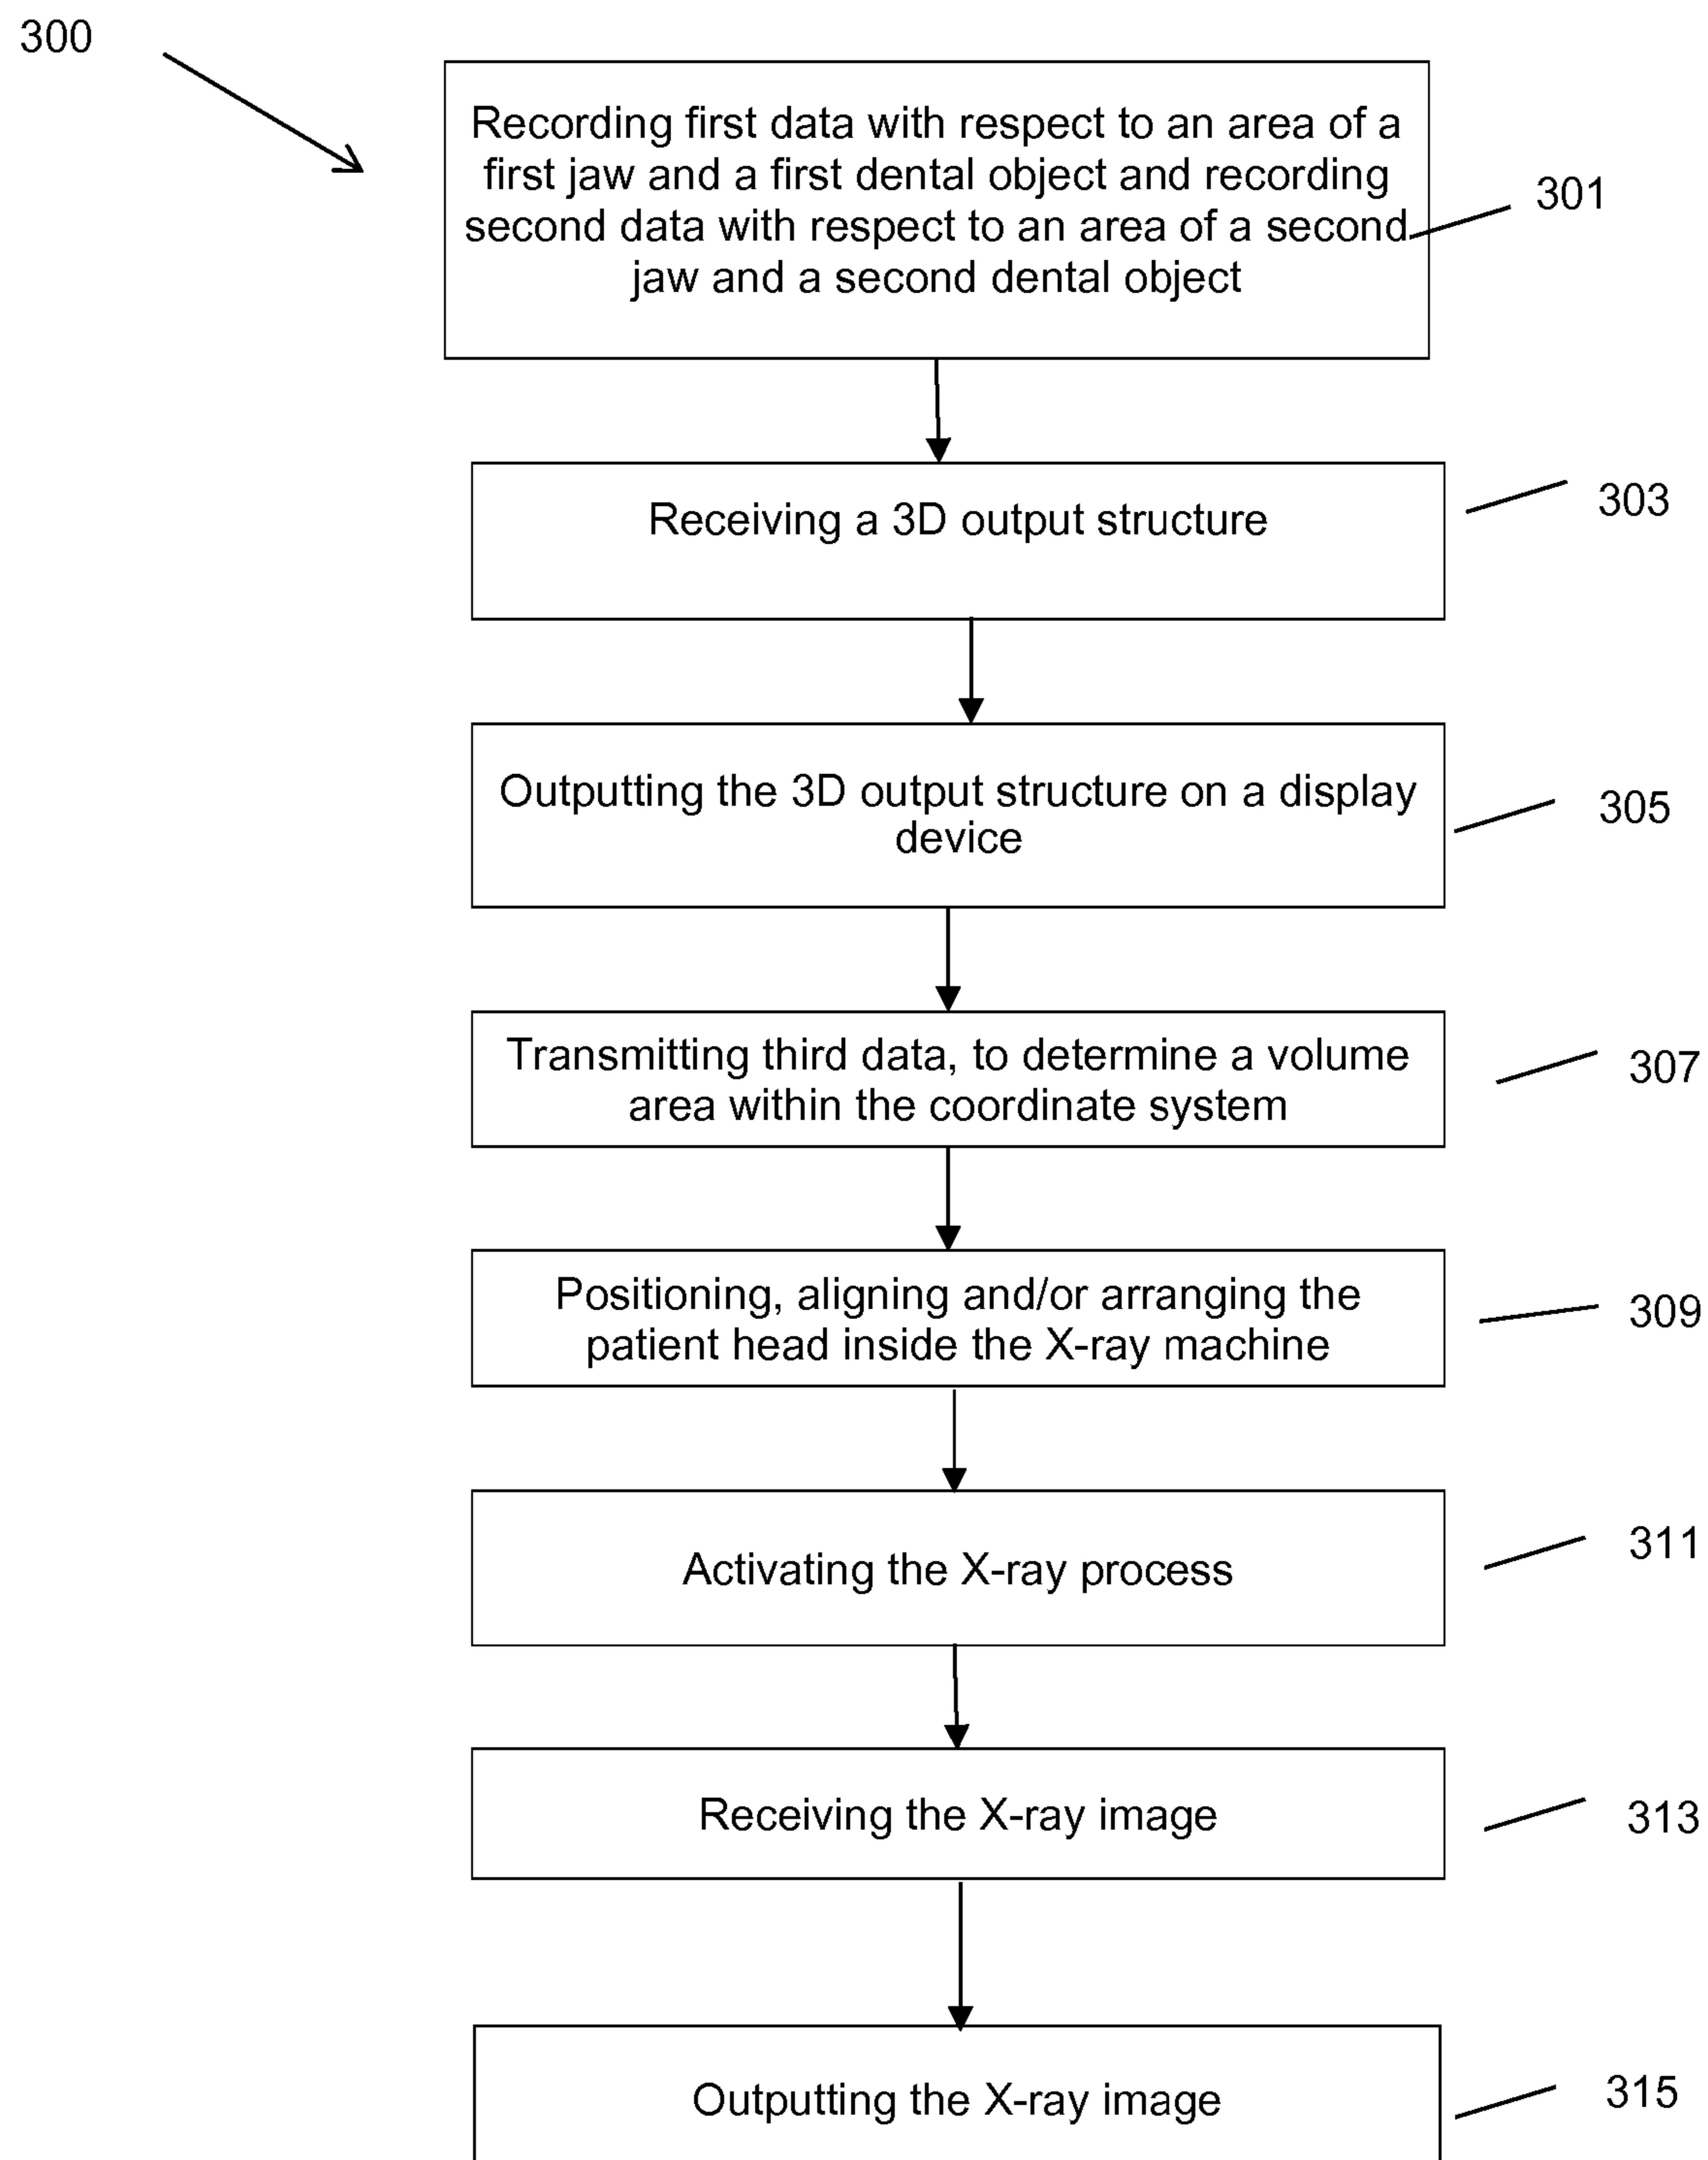 300
Recording first data with respect to an area of a
first jaw and a first dental object and recording
second data with respect to an area of a second
jaw and a second dental object
301
Receiving a 3D output structure
303
Outputting the 3D output structure on a display
device
305
Transmitting third data, to determine a volume
area within the coordinate system
307
Positioning, aligning and/or arranging the
patient head inside the X-ray machine
309
Activating the X-ray process
311
Receiving the X-ray image
313
Outputting the X-ray image
315